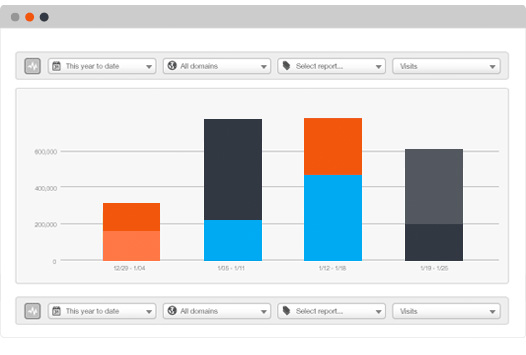 This year to date
All domains
Select report...
Visits
600,000
400,000
200,000
0
12/29 - 1/04
1/05 - 1/11
1/12 - 1/18
1/19 - 1/25
This year to date
All domains
Select report...
Visits